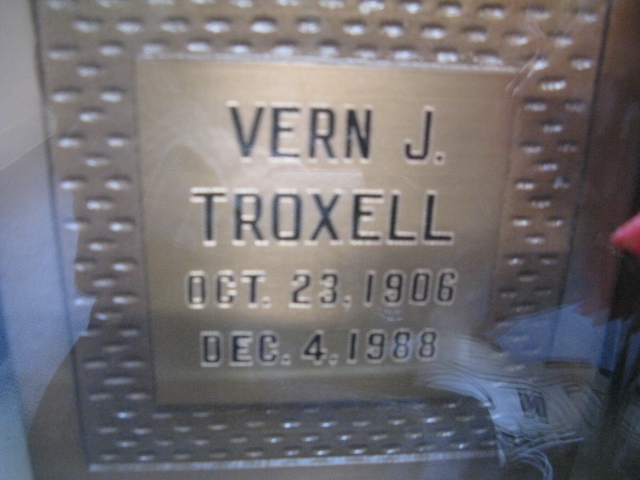 VERN J.
TROXELL
OCT. 23, 1906
DEC. 4, 1988